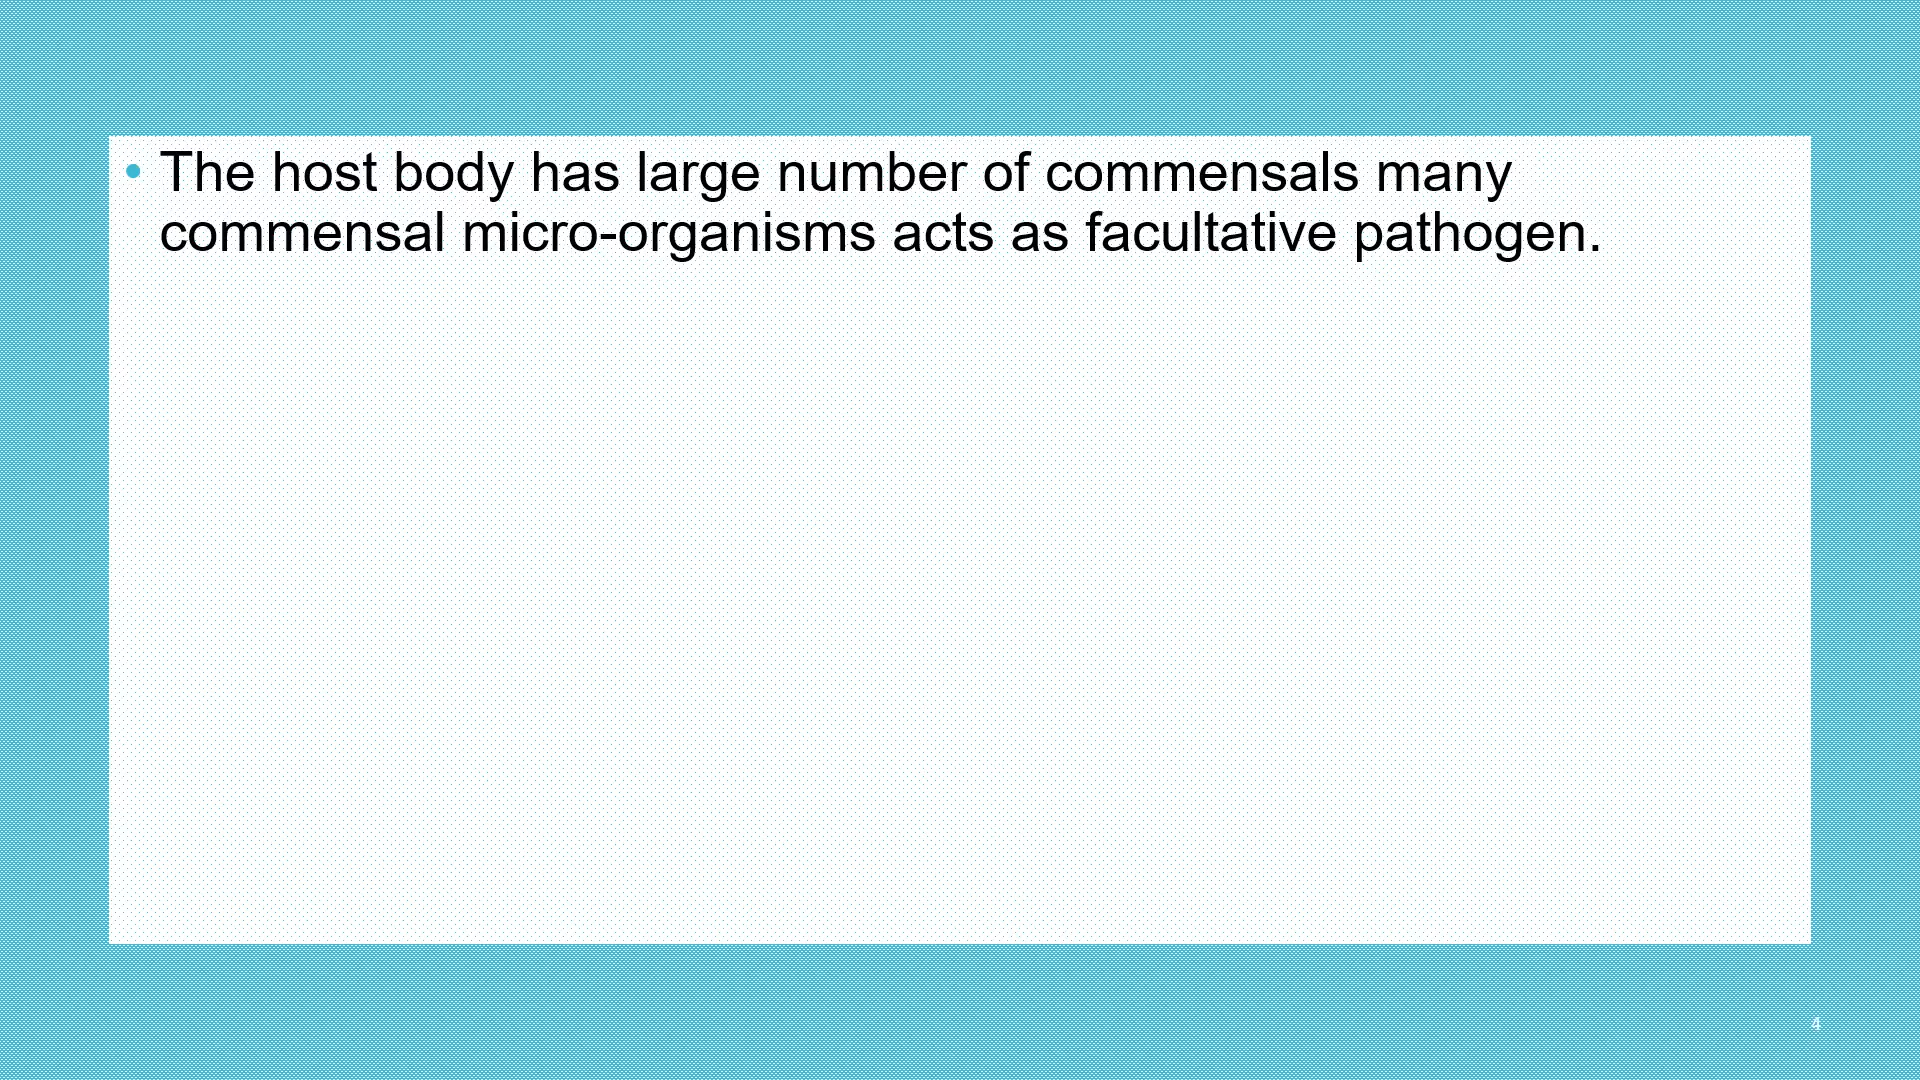 • The host body has large number of commensals many
commensal micro-organisms acts as facultative pathogen.
4